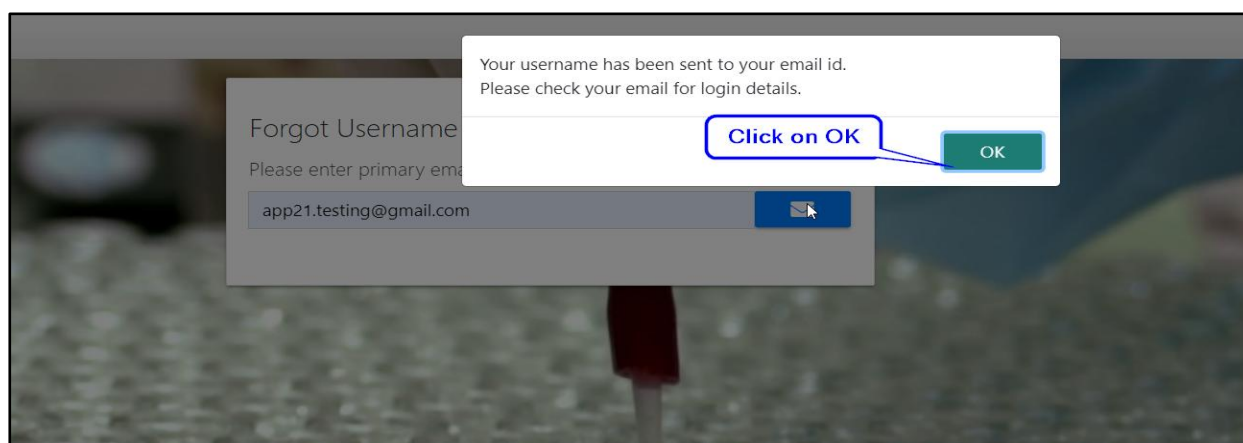 Your username has been sent to your email id.
Please check your email for login details.
Click on OK
OK
Forgot Username
Please enter primary
app21.testing@gmail.com